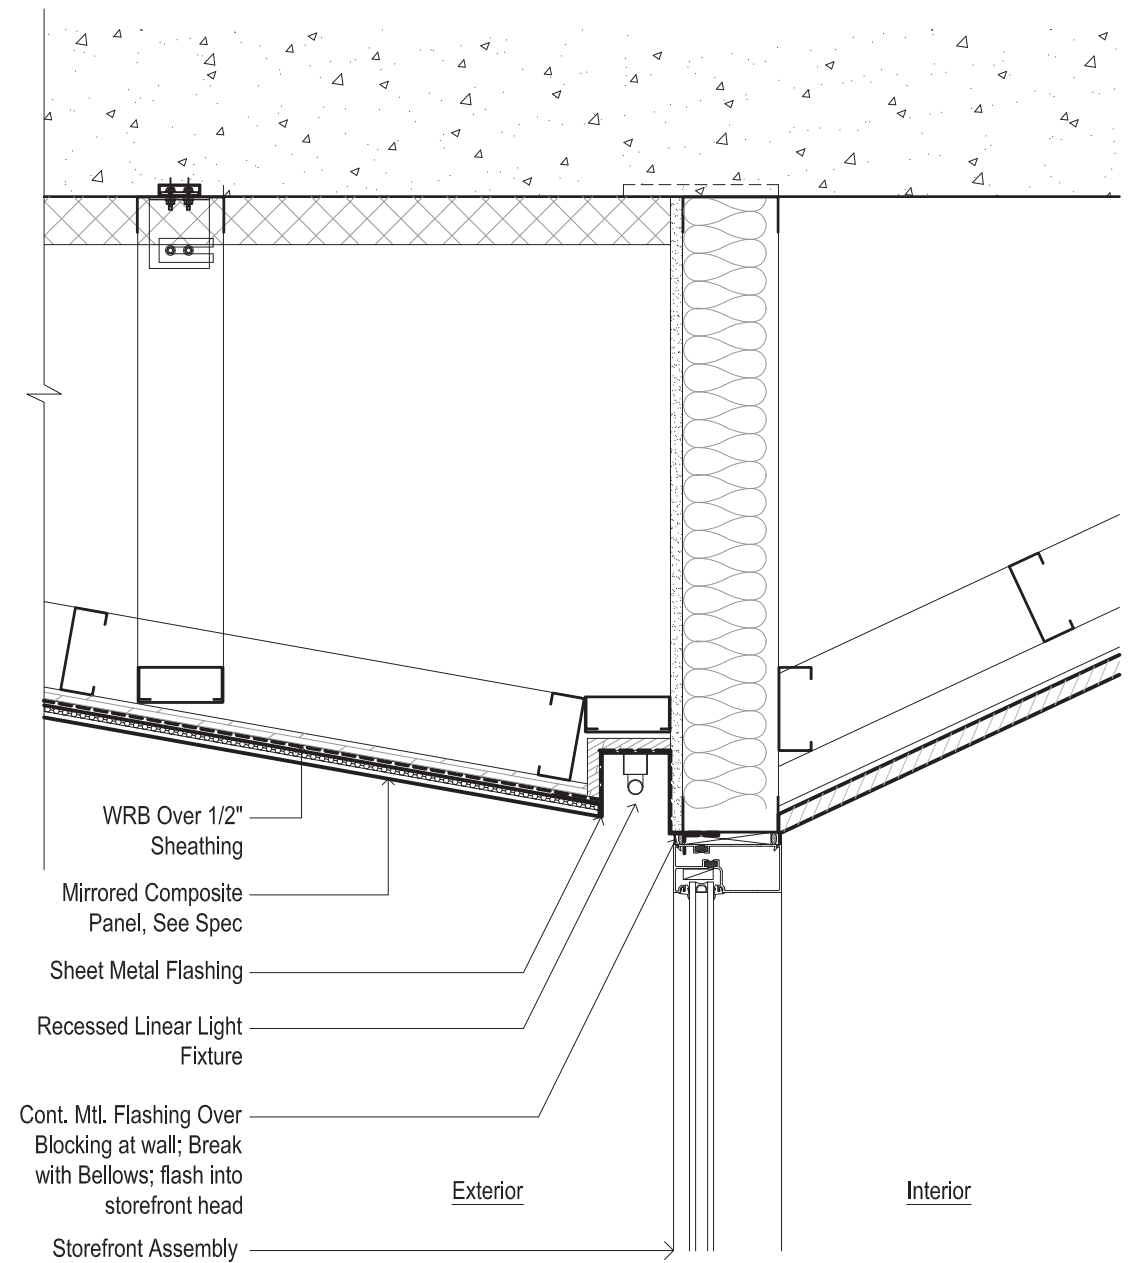 WRB Over 1/2"
Sheathing
Mirrored Composite
Panel, See Spec
Sheet Metal Flashing
Recessed Linear Light
Fixture
Cont. Mtl. Flashing Over
Blocking at wall; Break
with Bellows; flash into
storefront head
Storefront Assembly
Exterior
Interior